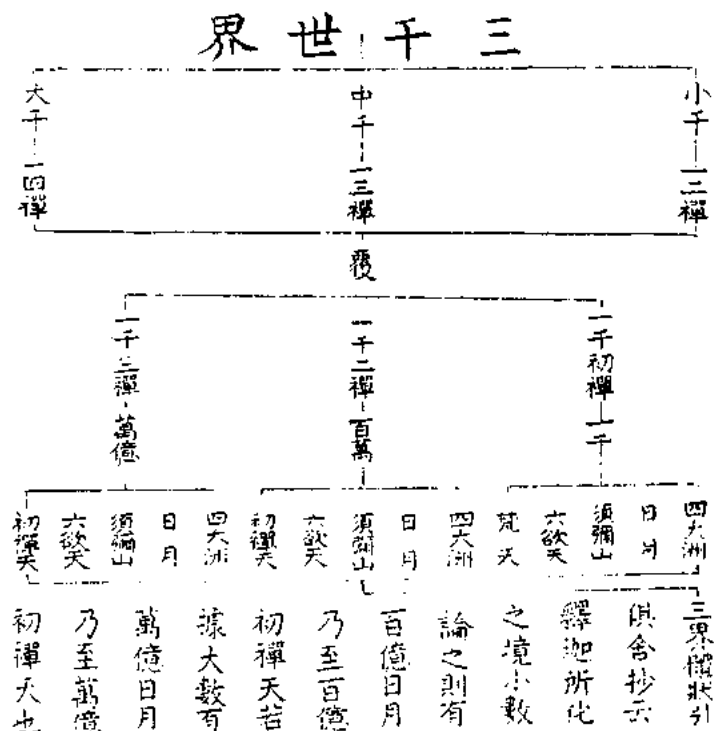 三千世界
小千一二禪
中千一三禪
大千一四禪
覆
一千初禪一千
一千二禪百萬
一千三禪萬億
四大洲
日月
須彌山
六欲天
梵天
四大洲
日月
須彌山
六欲天
初禪天
四大洲
日月
須彌山
六欲天
初禪天
三界 狀引
俱舍抄云
釋迦所化
之境小數
論之則有
百億日月
乃至百億
初禪天若
據大數有
萬億日月
乃至萬億
初禪天也